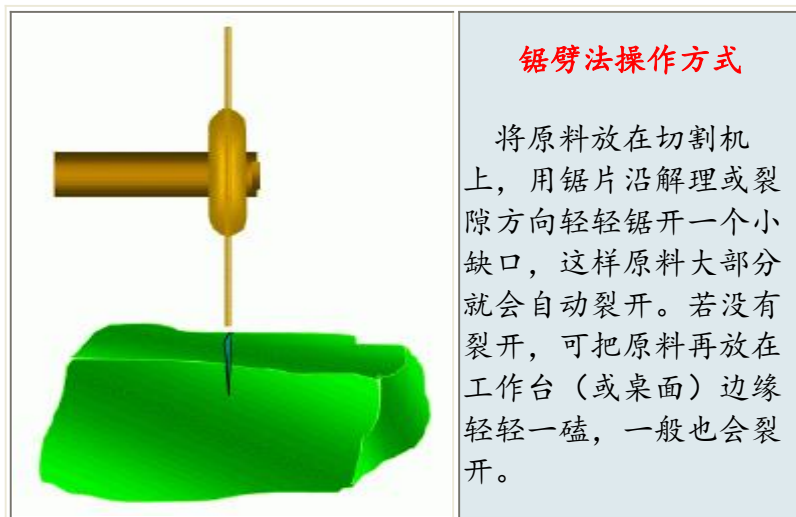 锯劈法操作方式
将原料放在切割机
上，用锯片沿解理或裂
隙方向轻轻锯开一个小
缺口，这样原料大部分
就会自动裂开。若没有
裂开，可把原料再放在
工作台（或桌面）边缘
轻轻一磕，一般也会裂
开。